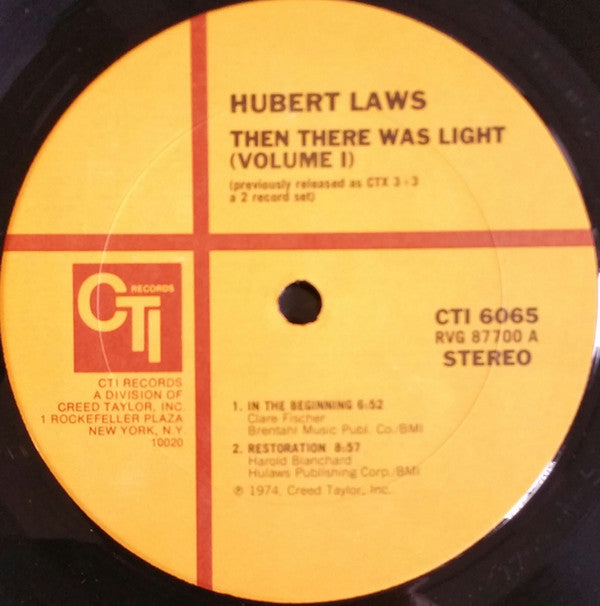 HUBERT LAWS
THEN THERE WAS LIGHT
(VOLUME I)
(previously released as CTX 3+3
a 2 record set)
RECORDS
CTI
CTI RECORDS
A DIVISION OF
CREED TAYLOR, INC.
1 ROCKEFELLER PLAZA
NEW YORK, N.Y.
10020
CTI 6065
RVG 87700 A
STEREO
1. IN THE BEGINNING 6:52
Clare Fischer
Brentahl Music Publ. Co./BMI
2. RESTORATION 8:57
Harold Blanchard
Hulaws Publishing Corp./BMI
℗ 1974, Creed Taylor, Inc.